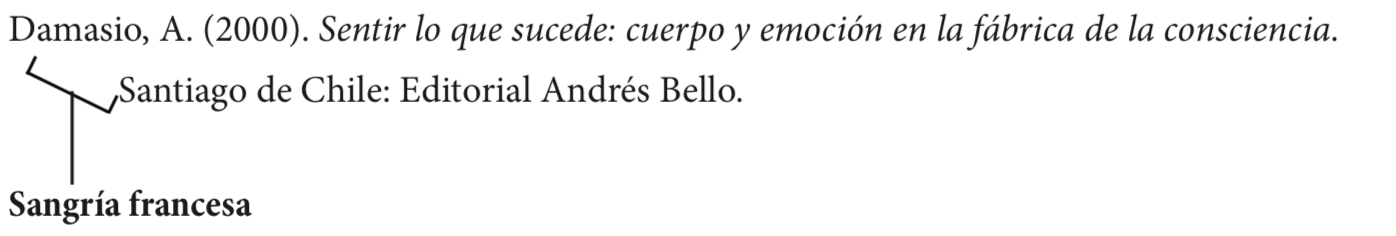 Damasio, A. (2000). Sentir lo que sucede: cuerpo y emoción en la fábrica de la consciencia.
Santiago de Chile: Editorial Andrés Bello.
Sangría francesa